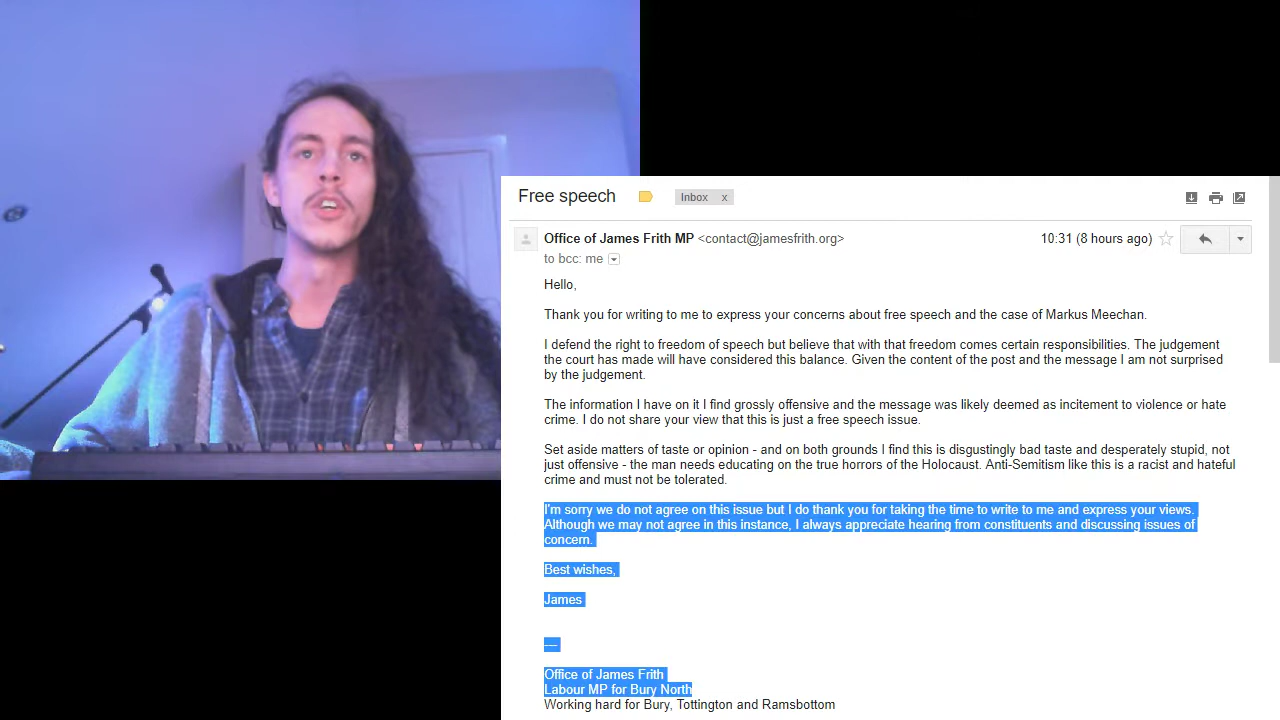 Free speech
Inbox x
Office of James Frith MP <contact@jamesfrith.org>
10:31 (8 hours ago)
to bcc: me
Hello,
Thank you for writing to me to express your concerns about free speech and the case of Markus Meechan.
I defend the right to freedom of speech but believe that with that freedom comes certain responsibilities. The judgement
the court has made will have considered this balance. Given the content of the post and the message I am not surprised
by the judgement.
The information I have on it I find grossly offensive and the message was likely deemed as incitement to violence or hate
crime. I do not share your view that this is just a free speech issue.
Set aside matters of taste or opinion - and on both grounds I find this is disgustingly bad taste and desperately stupid, not
just offensive - the man needs educating on the true horrors of the Holocaust. Anti-Semitism like this is a racist and hateful
crime and must not be tolerated.
I'm sorry we do not agree on this issue but I do thank you for taking the time to write to me and express your views.
Although we may not agree in this instance, I always appreciate hearing from constituents and discussing issues of
concern.
Best wishes,
James
---
Office of James Frith
Labour MP for Bury North
Working hard for Bury, Tottington and Ramsbottom